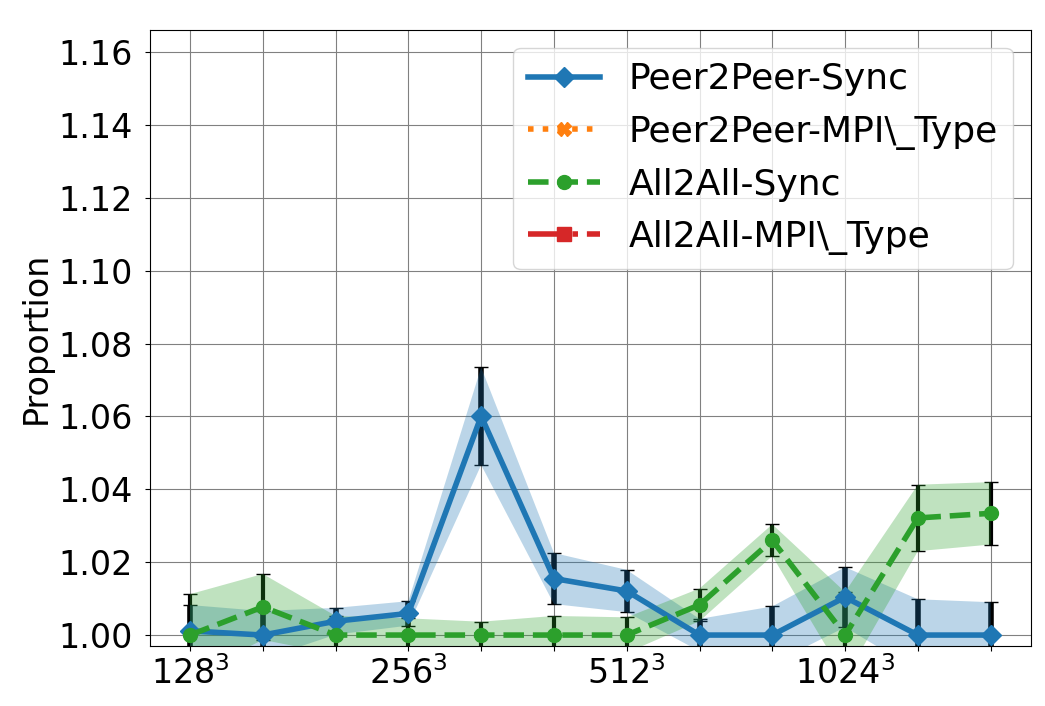 1.16
1.14
1.12
1.10
1.08
1.06
1.04
1.02
1.00
Proportion
Peer2Peer-Sync
Peer2Peer-MPI\_Type
All2All-Sync
All2All-MPI\_Type
128³
256³
512³
1024³